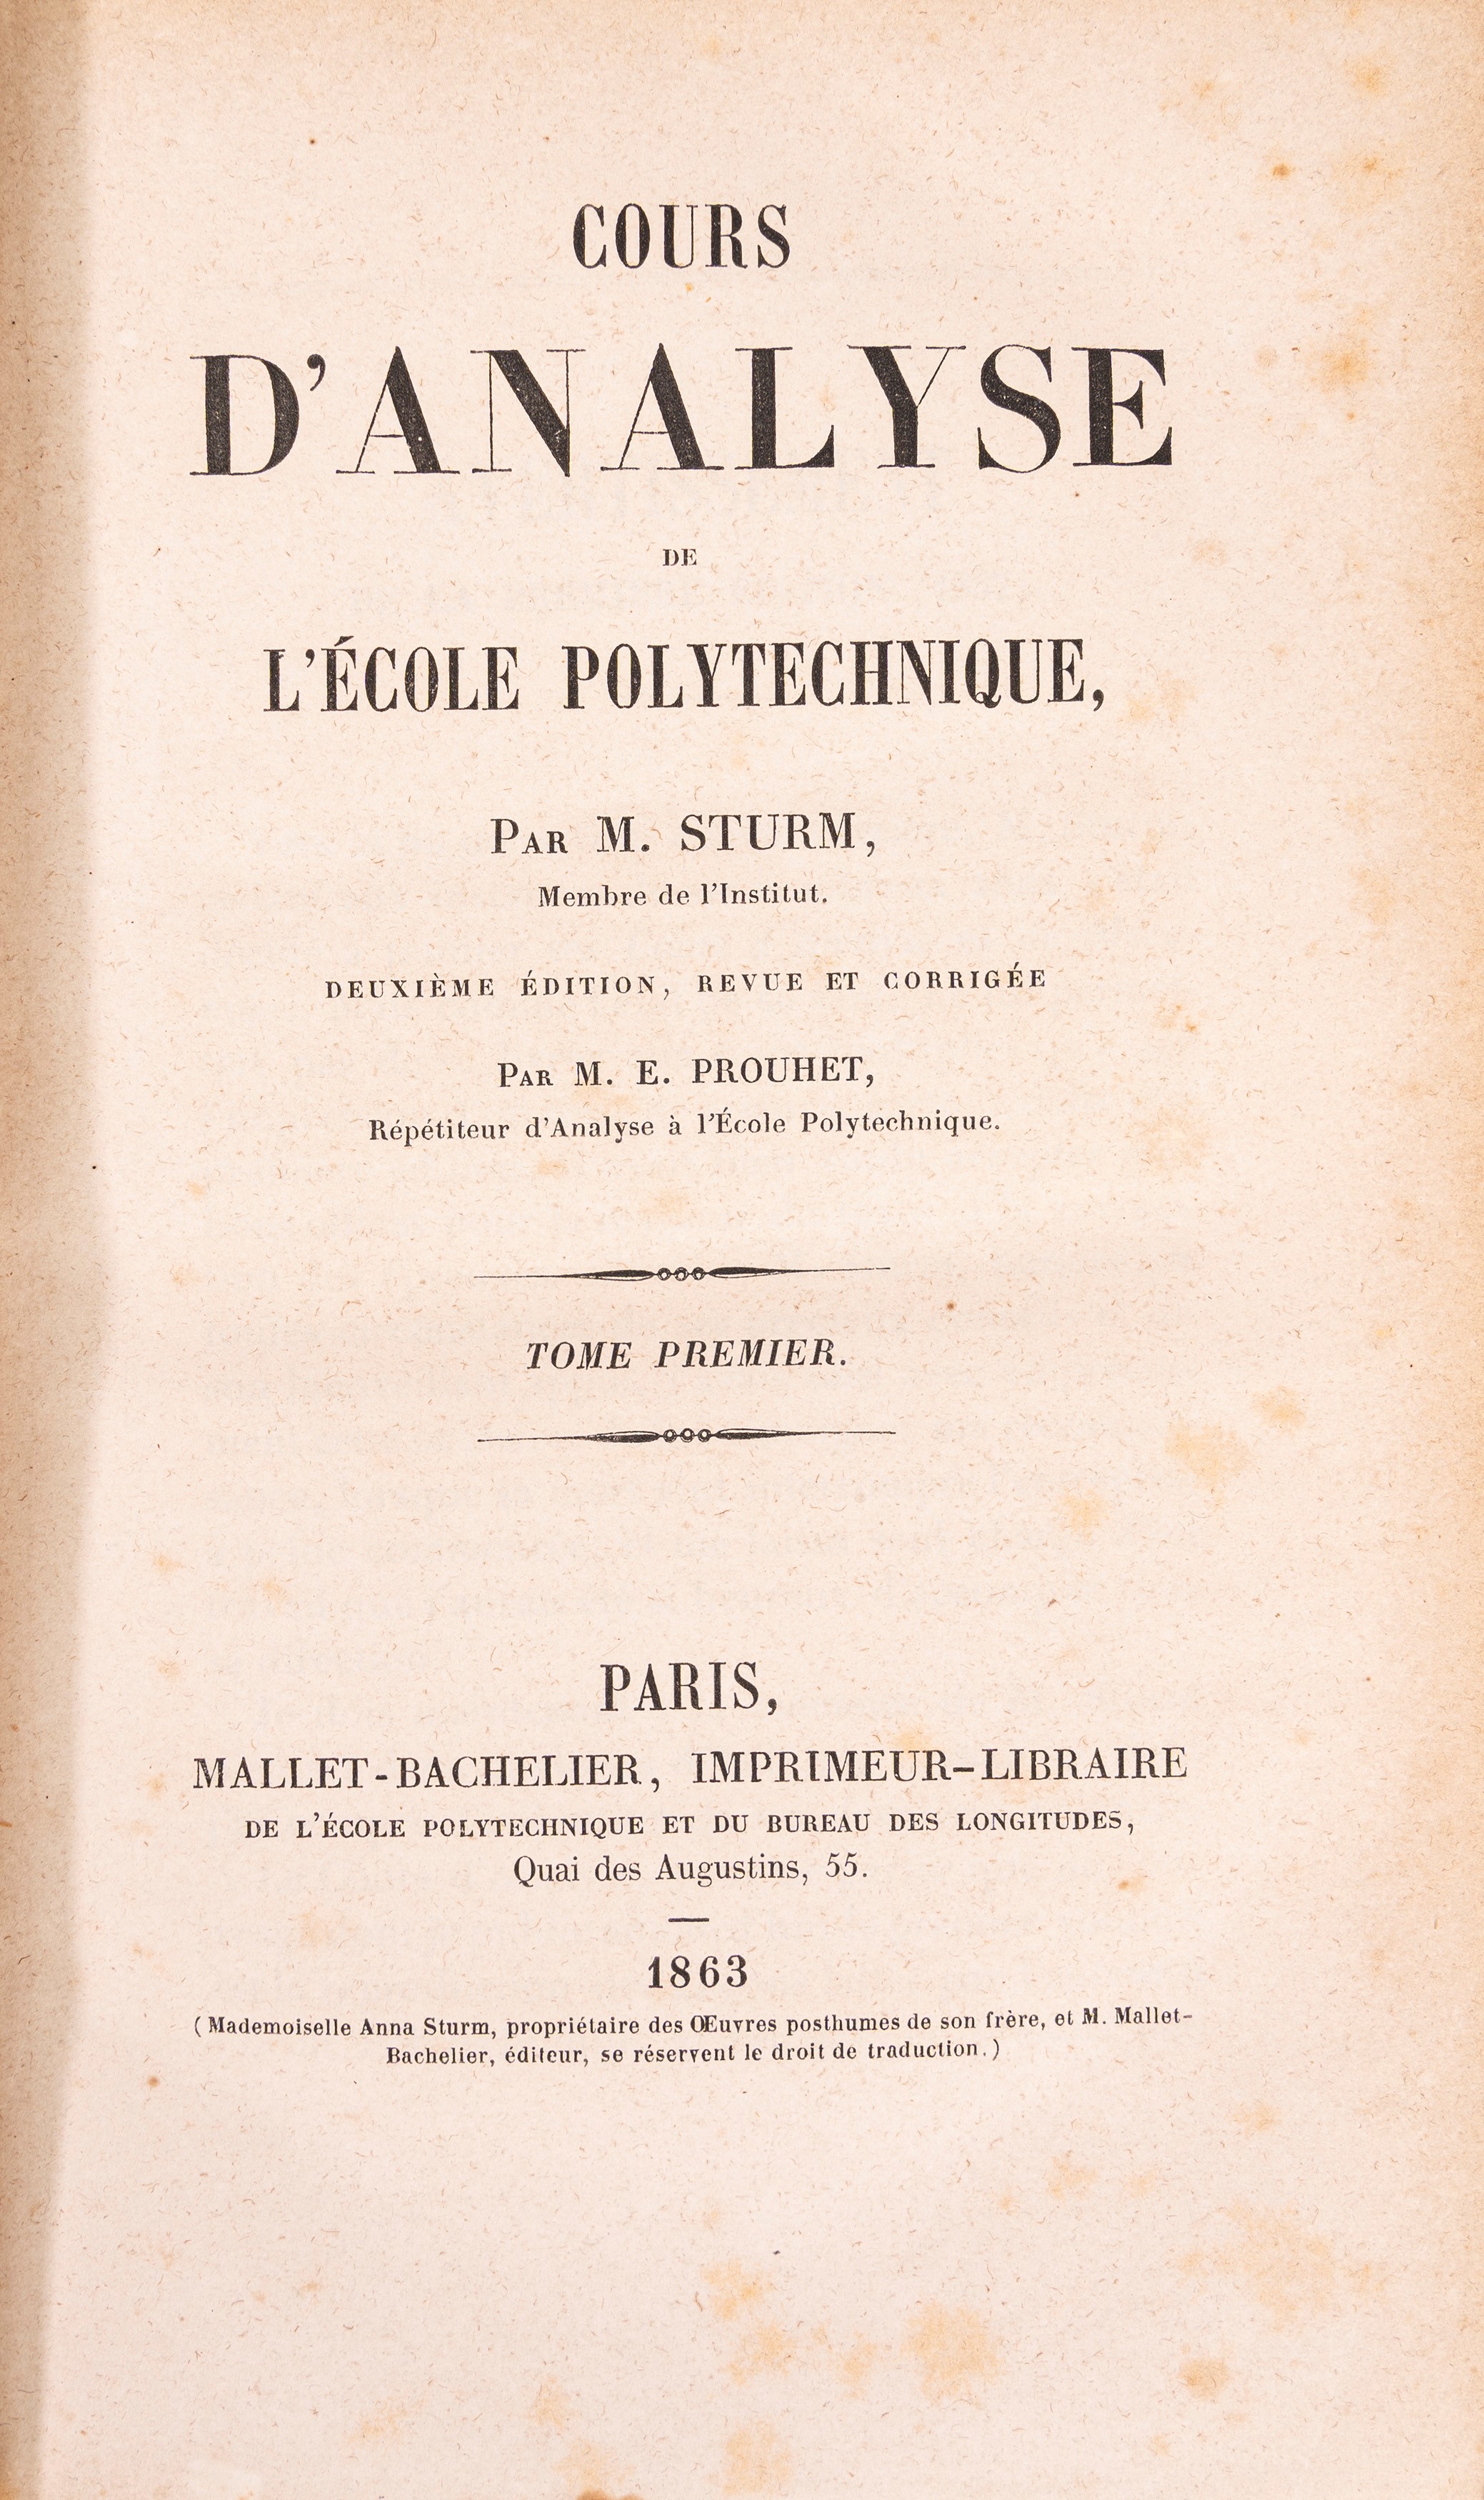 COURS
D'ANALYSE
DE
L'ÉCOLE POLYTECHNIQUE,
PAR M. STURM,
Membre de l'Institut.
DEUXIÈME ÉDITION, REVUE ET CORRIGÉE
PAR M. E. PROUHET,
Répétiteur d'Analyse à l'École Polytechnique.
TOME PREMIER.
PARIS,
MALLET-BACHELIER, IMPRIMEUR-LIBRAIRE
DE L'ÉCOLE POLYTECHNIQUE ET DU BUREAU DES LONGITUDES,
Quai des Augustins, 55.
1863
(Mademoiselle Anna Sturm, propriétaire des Œuvres posthumes de son frère, et M. Mallet-
Bachelier, éditeur, se réservent le droit de traduction.)